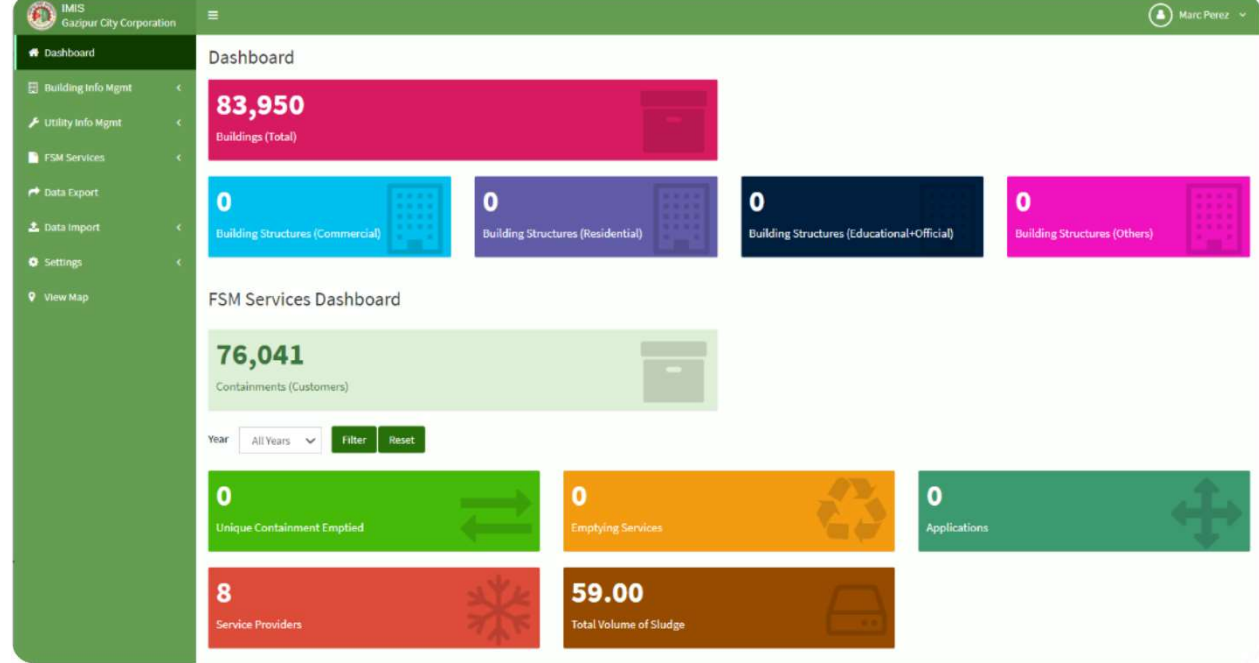 IMIS
Gazipur City Corporation
Marc Perez
Dashboard
Building Info Mgmt
Utility Info Mgmt
FSM Services
Data Export
Data Import
Settings
View Map
Dashboard
83,950
Buildings (Total)
0
Building Structures (Commercial)
0
Building Structures (Residential)
0
Building Structures (Educational+Official)
0
Building Structures (Others)
FSM Services Dashboard
76,041
Containments (Customers)
Year All Years Filter Reset
0
Unique Containment Emptied
0
Emptying Services
0
Applications
8
Service Providers
59.00
Total Volume of Sludge